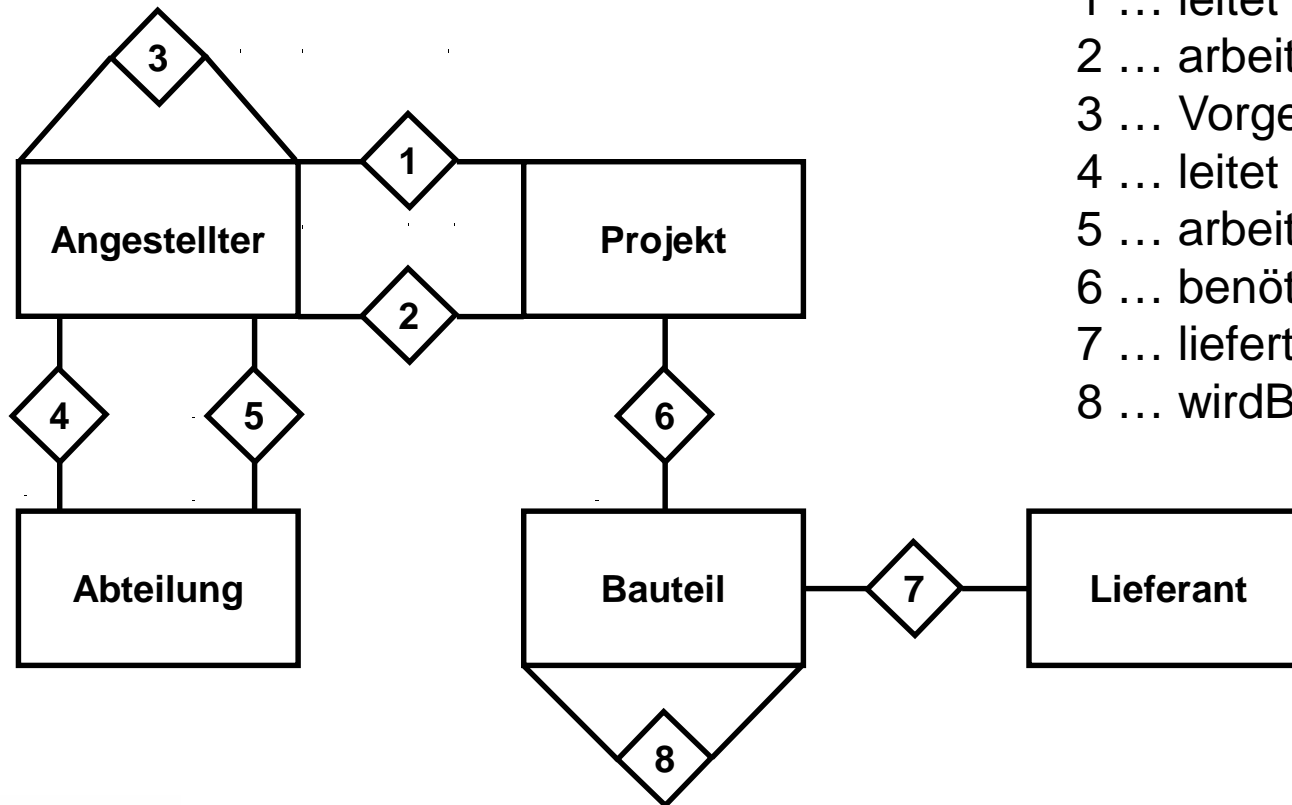 3
1 … leitet
1
2 … arbeit
3 … Vorge
4 … leitet
Angestellter
Projekt
5 … arbeit
2
6 … benöt
7 … liefert
4
5
6
8 … wirdB
Abteilung
Bauteil
7
Lieferant
8